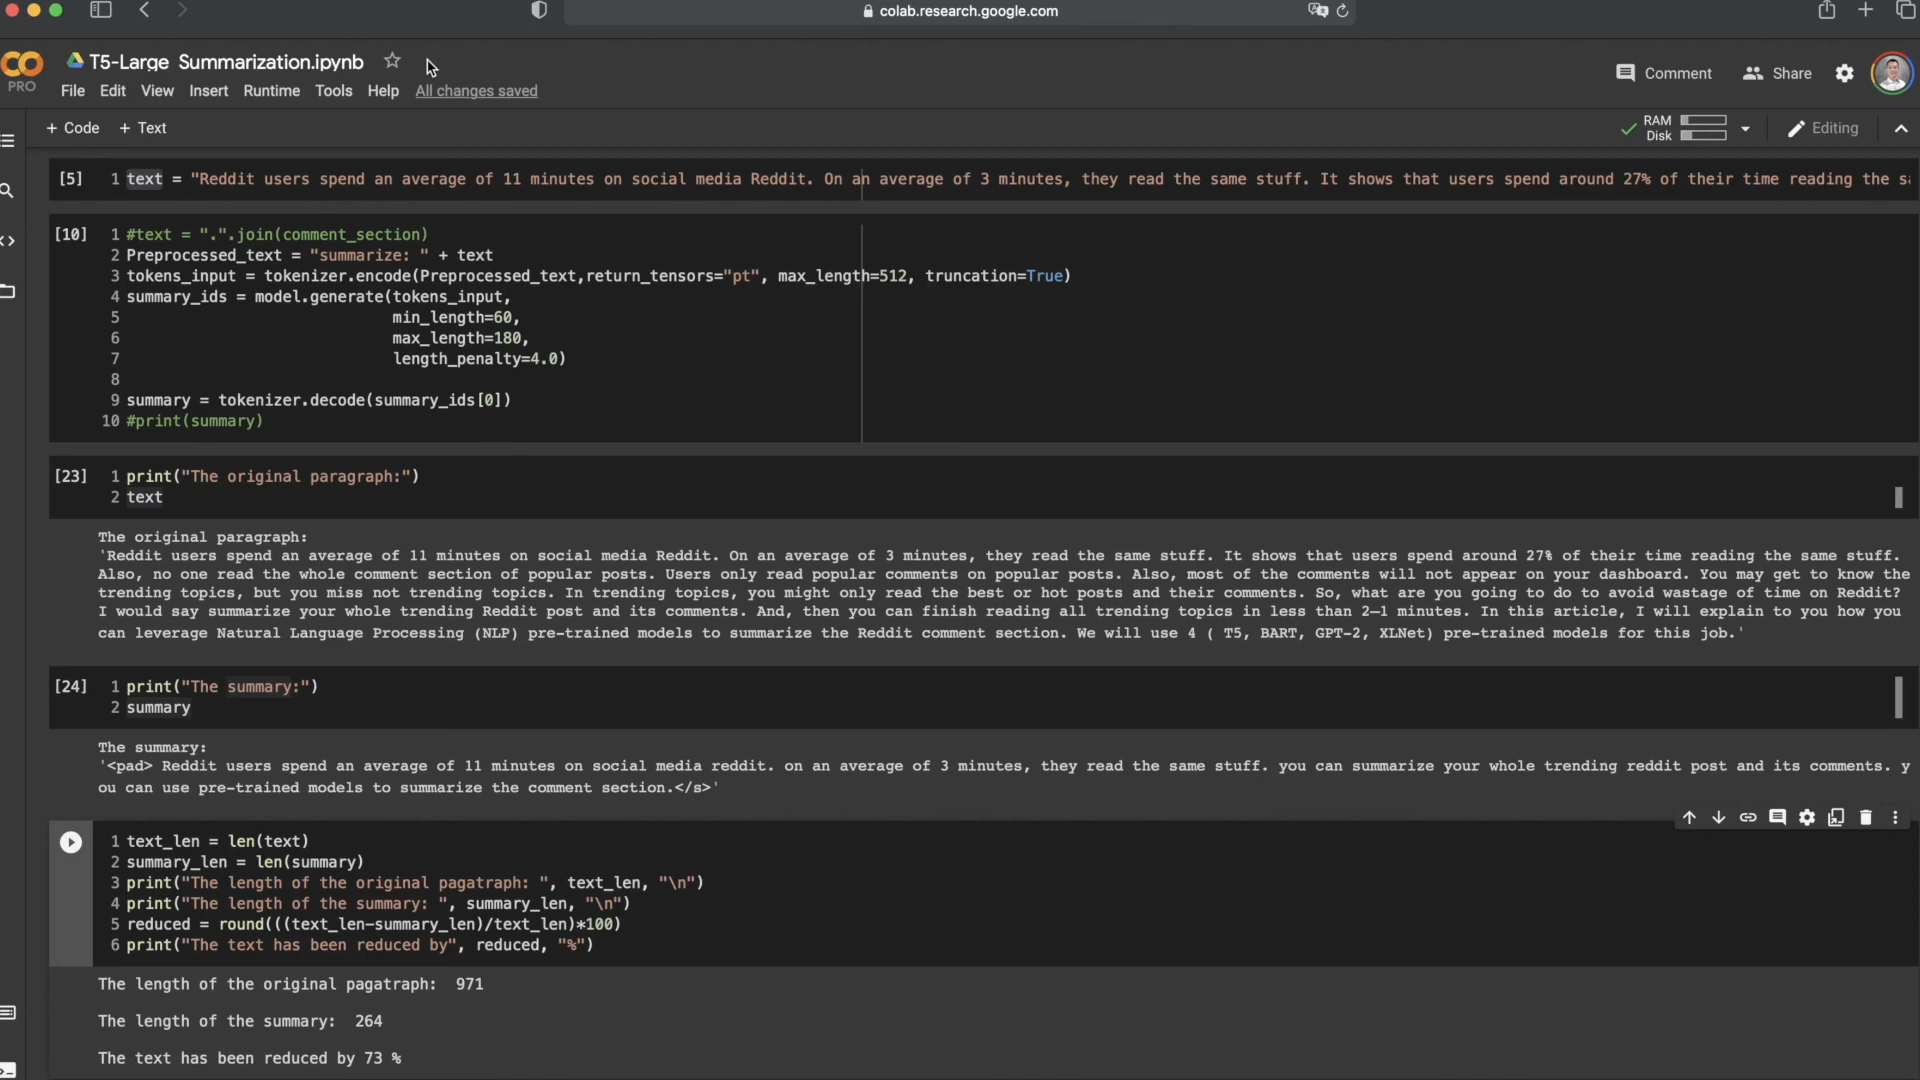 colab.research.google.com
T5-Large Summarization.ipynb
PRO
File Edit View Insert Runtime Tools Help All changes saved
Comment
Share
+ Code + Text
RAM
Disk
Editing
[5] 1 text = "Reddit users spend an average of 11 minutes on social media Reddit. On an average of 3 minutes, they read the same stuff. It shows that users spend around 27% of their time reading the
[10] 1 #text = ".".join(comment_section)
2 Preprocessed_text = "summarize: " + text
3 tokens_input = tokenizer.encode(Preprocessed_text,return_tensors="pt", max_length=512, truncation=True)
4 summary_ids = model.generate(tokens_input,
5 min_length=60,
6 max_length=180,
7 length_penalty=4.0)
8
9 summary = tokenizer.decode(summary_ids[0])
10 #print(summary)
[23] 1 print("The original paragraph:")
2 text
The original paragraph:
'Reddit users spend an average of 11 minutes on social media Reddit. On an average of 3 minutes, they read the same stuff. It shows that users spend around 27% of their time reading the same stuff.
Also, no one read the whole comment section of popular posts. Users only read popular comments on popular posts. Also, most of the comments will not appear on your dashboard. You may get to know the
trending topics, but you miss not trending topics. In trending topics, you might only read the best or hot posts and their comments. So, what are you going to do to avoid wastage of time on Reddit?
I would say summarize your whole trending Reddit post and its comments. And, then you can finish reading all trending topics in less than 2–1 minutes. In this article, I will explain to you how you
can leverage Natural Language Processing (NLP) pre-trained models to summarize the Reddit comment section. We will use 4 ( T5, BART, GPT-2, XLNet) pre-trained models for this job.'
[24] 1 print("The summary:")
2 summary
The summary:
'<pad> Reddit users spend an average of 11 minutes on social media reddit. on an average of 3 minutes, they read the same stuff. you can summarize your whole trending reddit post and its comments. y
ou can use pre-trained models to summarize the comment section.</s>'
1 text_len = len(text)
2 summary_len = len(summary)
3 print("The length of the original pagatraph: ", text_len, "\n")
4 print("The length of the summary: ", summary_len, "\n")
5 reduced = round(((text_len-summary_len)/text_len)*100)
6 print("The text has been reduced by", reduced, "%")
The length of the original pagatraph:  971
The length of the summary:  264
The text has been reduced by 73 %